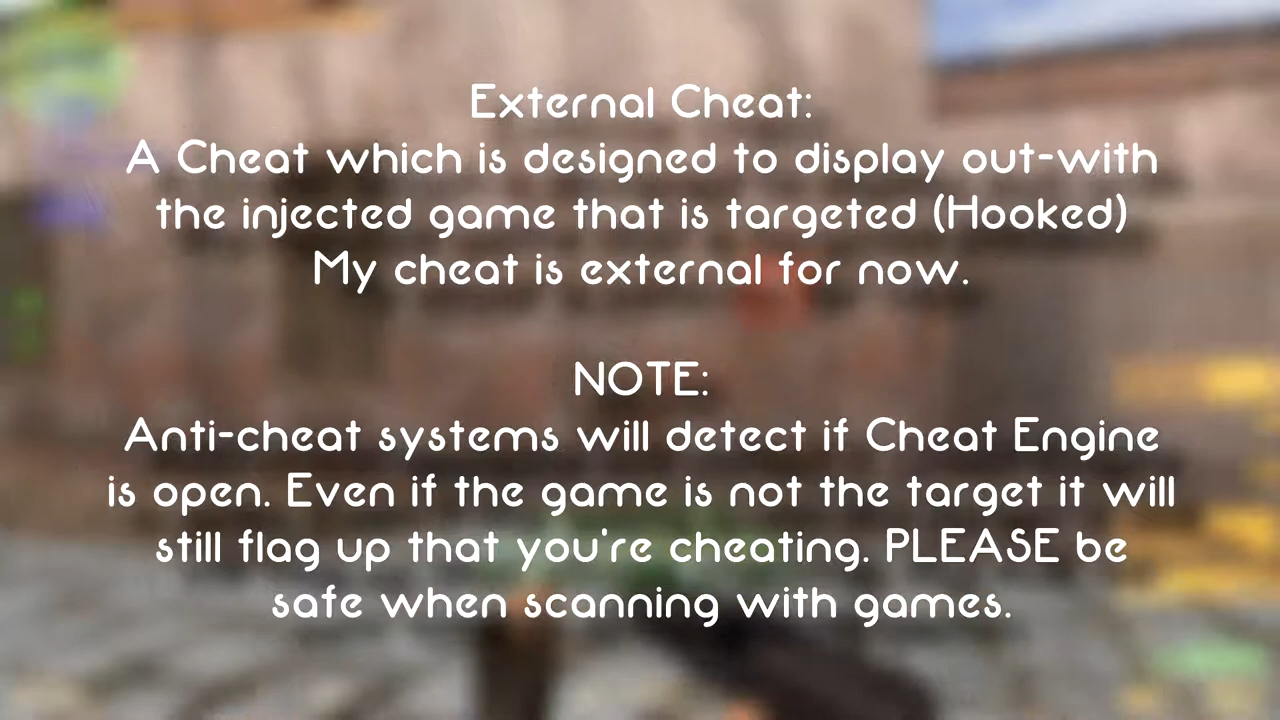 External Cheat:
A Cheat which is designed to display out-with
the injected game that is targeted (Hooked)
My cheat is external for now.
NOTE:
Anti-cheat systems will detect if Cheat Engine
is open. Even if the game is not the target it will
still flag up that you're cheating. PLEASE be
safe when scanning with games.